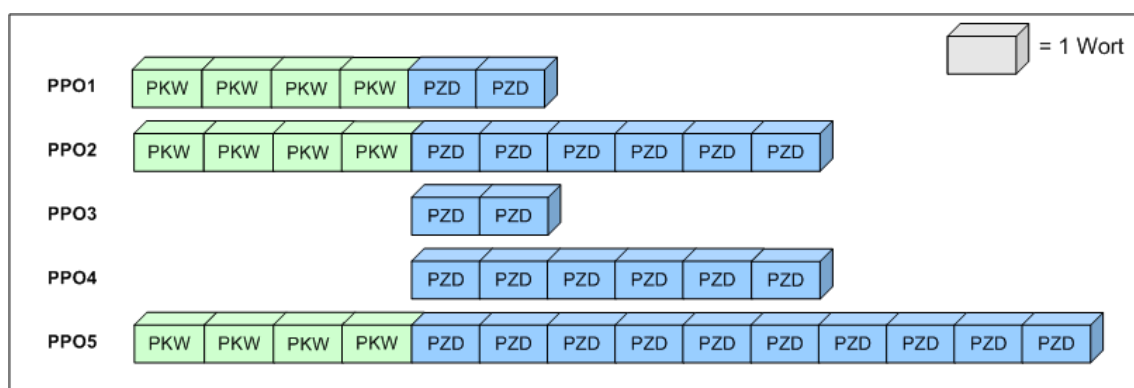 = 1 Wort
PPO1 PKW PKW PKW PKW PZD PZD
PPO2 PKW PKW PKW PKW PZD PZD PZD PZD PZD PZD
PPO3 PZD PZD
PPO4 PZD PZD PZD PZD PZD PZD
PPO5 PKW PKW PKW PKW PZD PZD PZD PZD PZD PZD PZD PZD PZD PZD